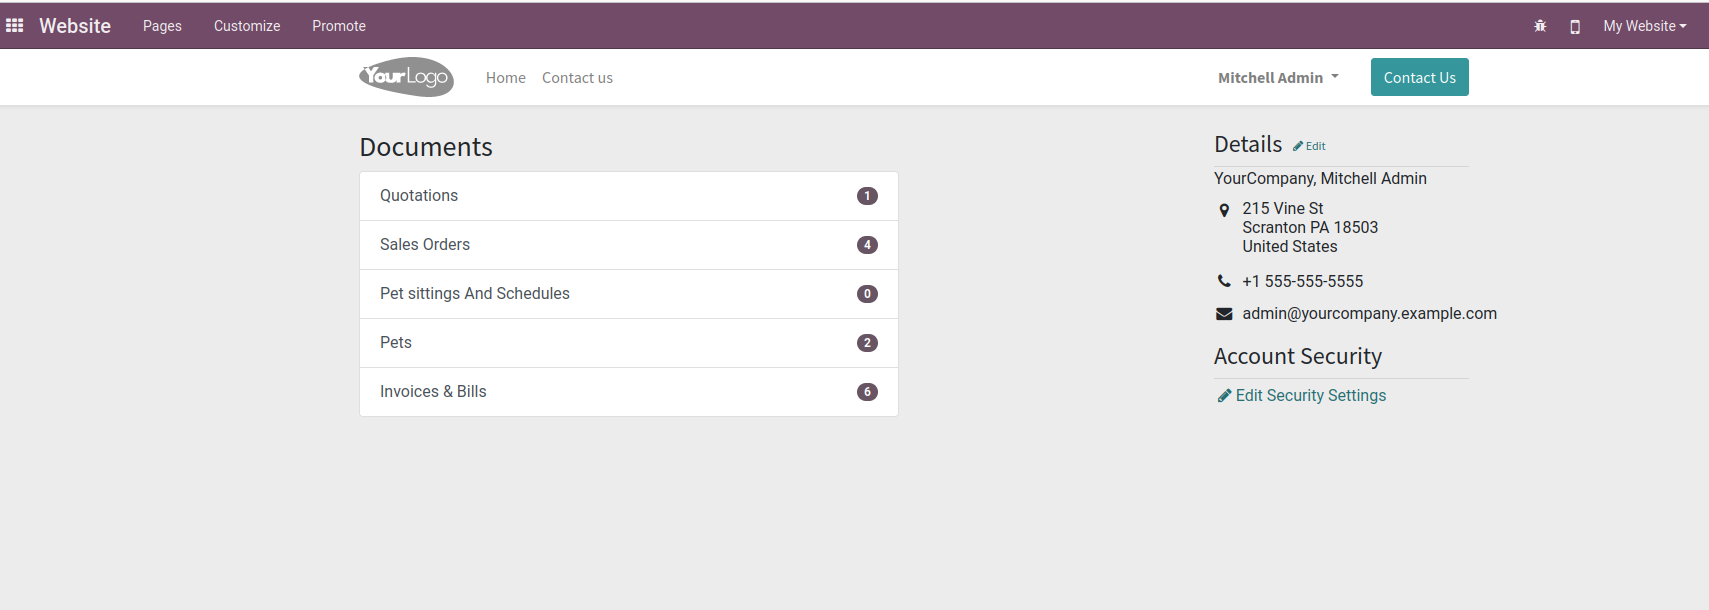 Website Pages Customize Promote My Website
YourLogo Home Contact us Mitchell Admin Contact Us
Documents
Quotations 1
Sales Orders 4
Pet sittings And Schedules 0
Pets 2
Invoices & Bills 6
Details Edit
YourCompany, Mitchell Admin
215 Vine St
Scranton PA 18503
United States
+1 555-555-5555
admin@yourcompany.example.com
Account Security
Edit Security Settings